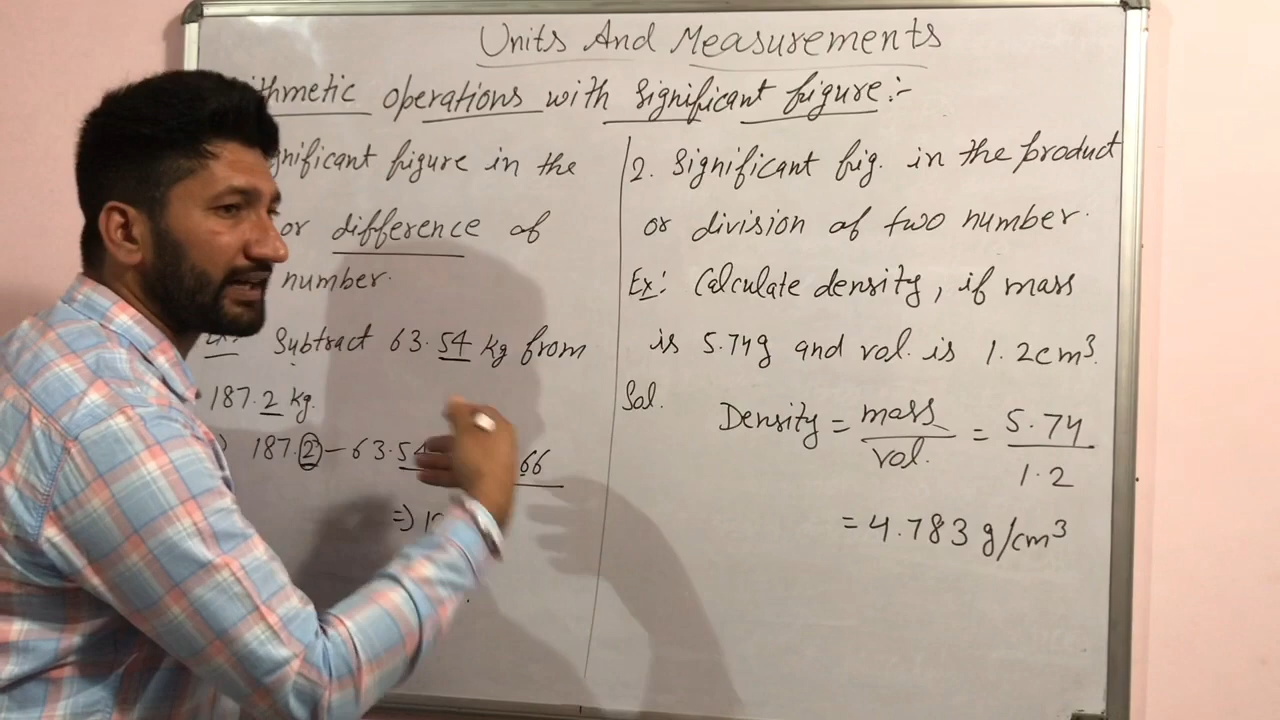 Units And Measurements
ithmetic operations with significant figure:-
gnificant figure in the
or difference of
number.
Ex: Subtract 63.54 kg from
187.2 kg.
187.2-63.54 66
=) 1
2. Significant fig. in the product
or division of two number.
Ex: Calculate density, if mass
is 5.74g and vol. is 1.2cm³.
Sol. Density = mass/vol. = 5.74/1.2
= 4.783 g/cm³